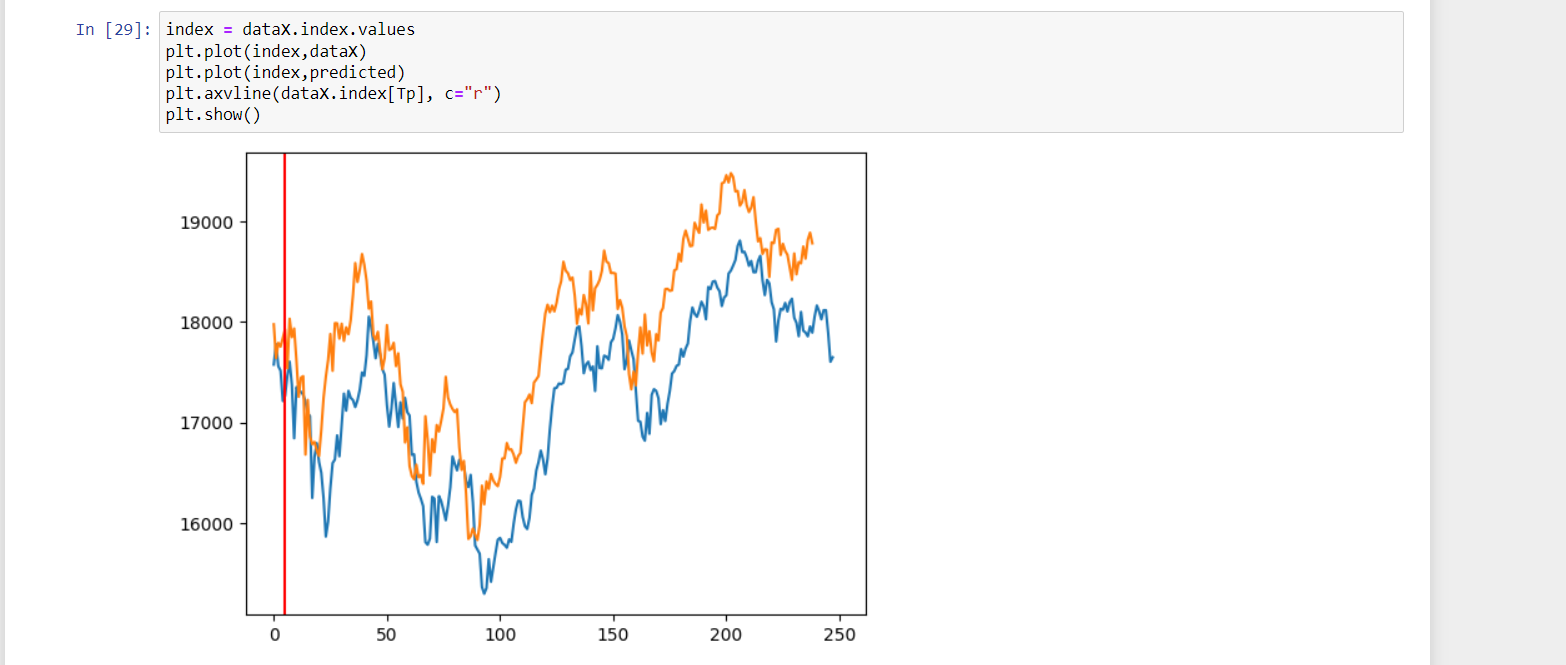 In [29]: index = dataX.index.values
plt.plot(index,dataX)
plt.plot(index,predicted)
plt.axvline(dataX.index[Tp], c="r")
plt.show()
19000
18000
17000
16000
0 50 100 150 200 250